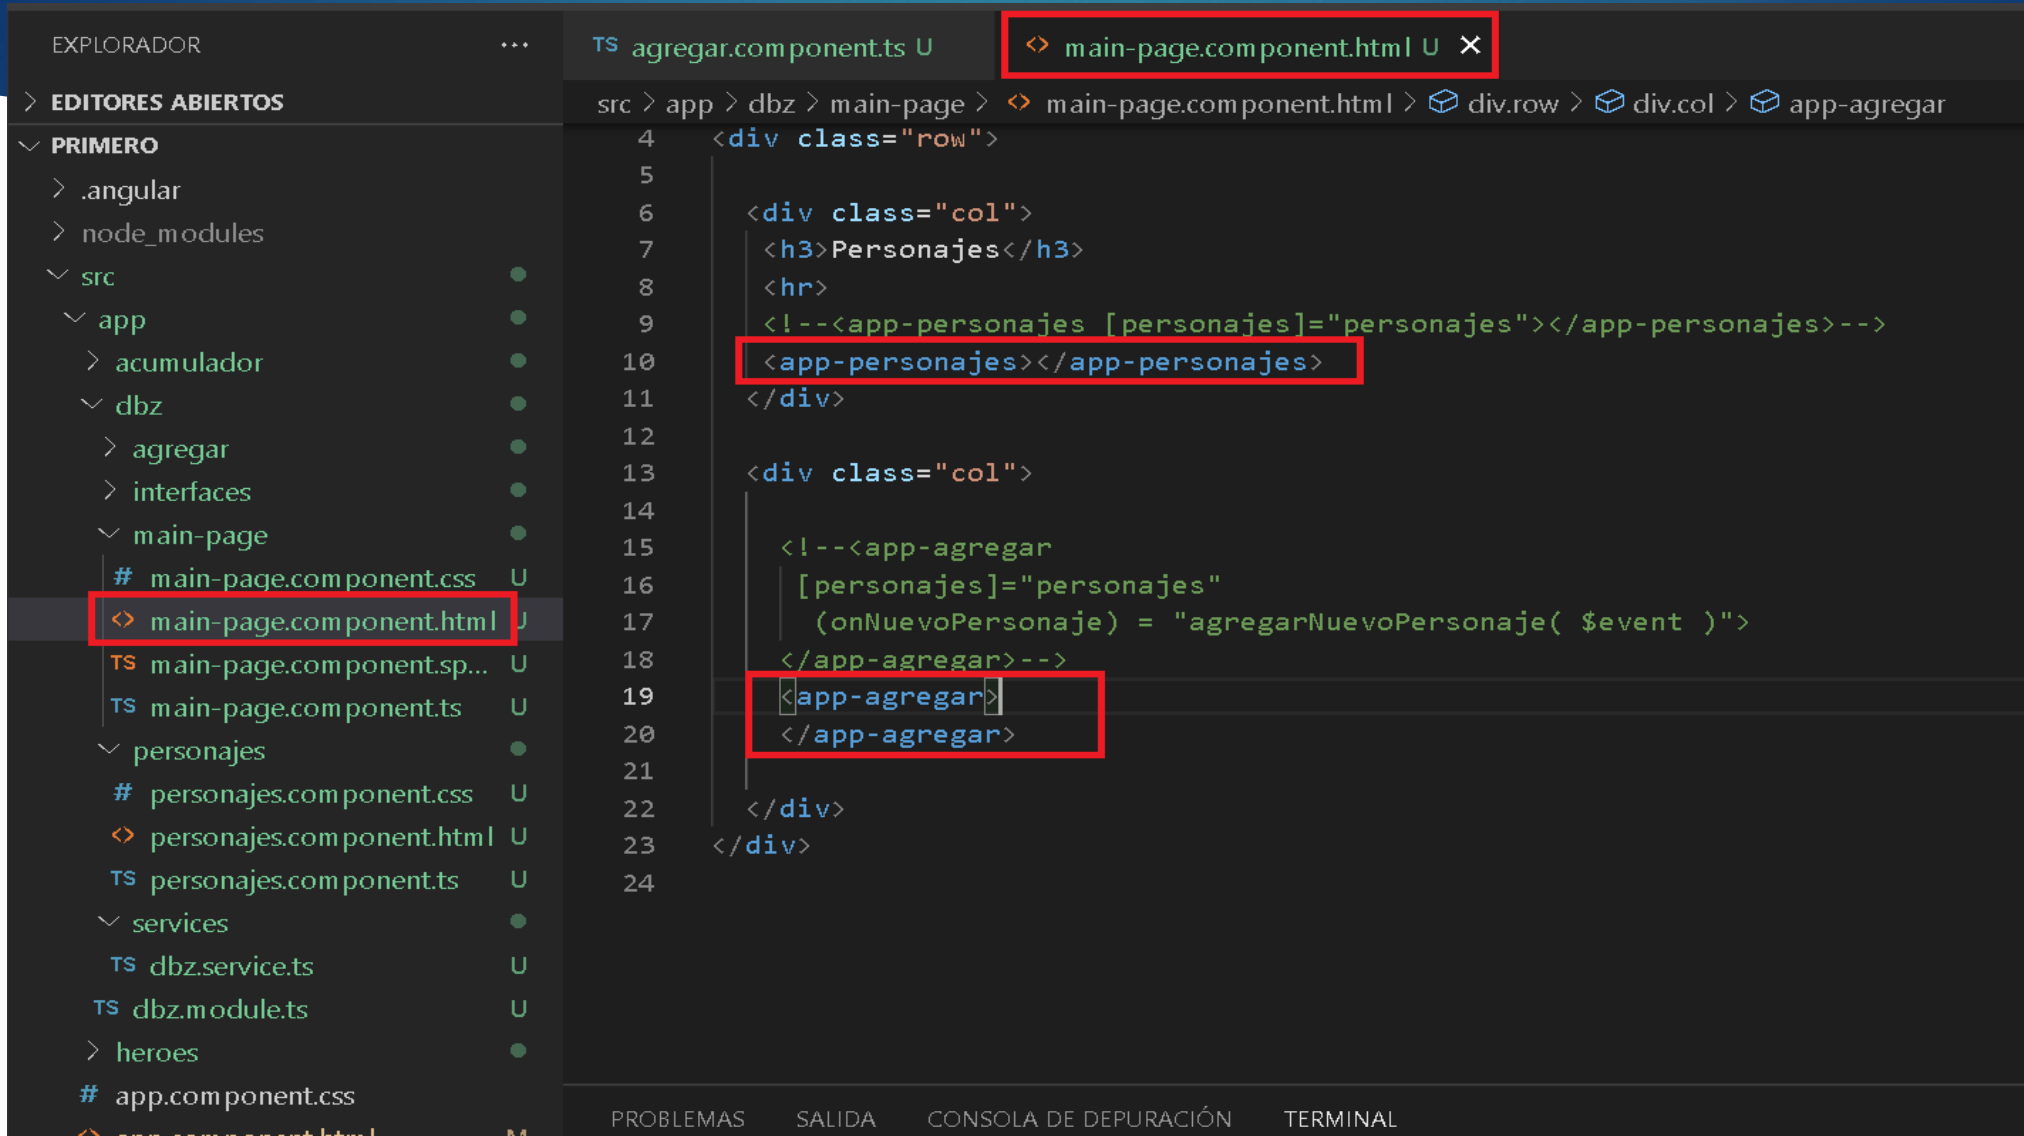 EXPLORADOR ···
EDITORES ABIERTOS
PRIMERO
.angular
node_modules
src
app
acumulador
dbz
agregar
interfaces
main-page
# main-page.component.css U
<> main-page.component.html U
TS main-page.component.sp... U
TS main-page.component.ts U
personajes
# personajes.component.css U
<> personajes.component.html U
TS personajes.component.ts U
services
TS dbz.service.ts U
TS dbz.module.ts U
heroes
# app.component.css
TS agregar.component.ts U
<> main-page.component.html U ×
src > app > dbz > main-page > <> main-page.component.html > div.row > div.col > app-agregar
4 <div class="row">
5
6 <div class="col">
7 <h3>Personajes</h3>
8 <hr>
9 <!--<app-personajes [personajes]="personajes"></app-personajes>-->
10 <app-personajes></app-personajes>
11 </div>
12
13 <div class="col">
14
15 <!--<app-agregar
16 [personajes]="personajes"
17 (onNuevoPersonaje) = "agregarNuevoPersonaje( $event )">
18 </app-agregar>-->
19 <app-agregar>
20 </app-agregar>
21
22 </div>
23 </div>
24
PROBLEMAS SALIDA CONSOLA DE DEPURACIÓN TERMINAL